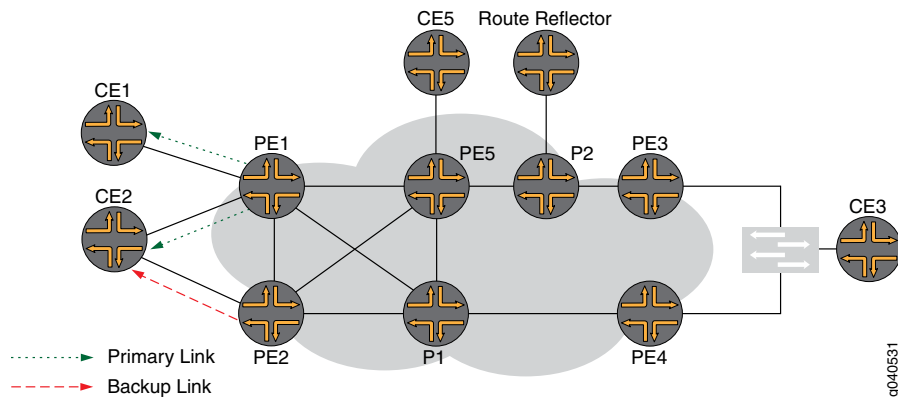 CE5
Route Reflector
CE1
PE1
PE5
P2
PE3
CE2
CE3
PE2
P1
PE4
Primary Link
Backup Link
g040531